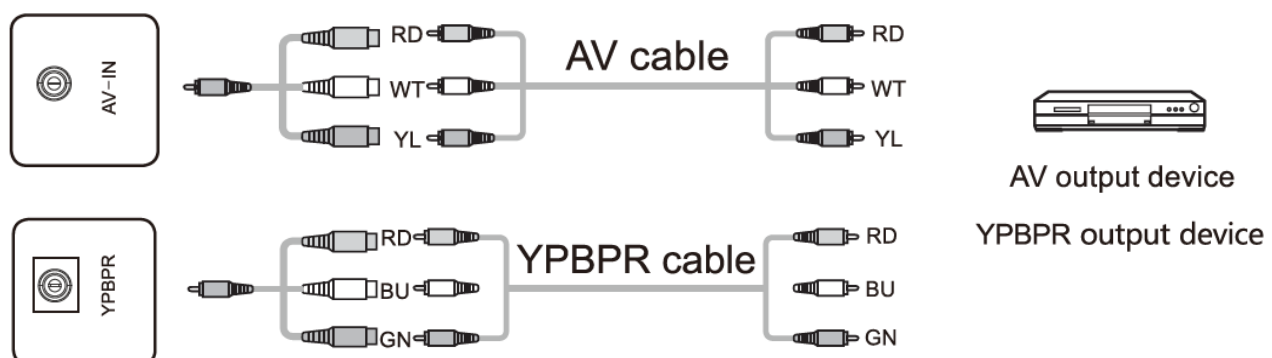 AV-IN
RD
WT
YL
AV cable
RD
WT
YL
AV output device
YPBPR
RD
BU
GN
YPBPR cable
RD
BU
GN
YPBPR output device